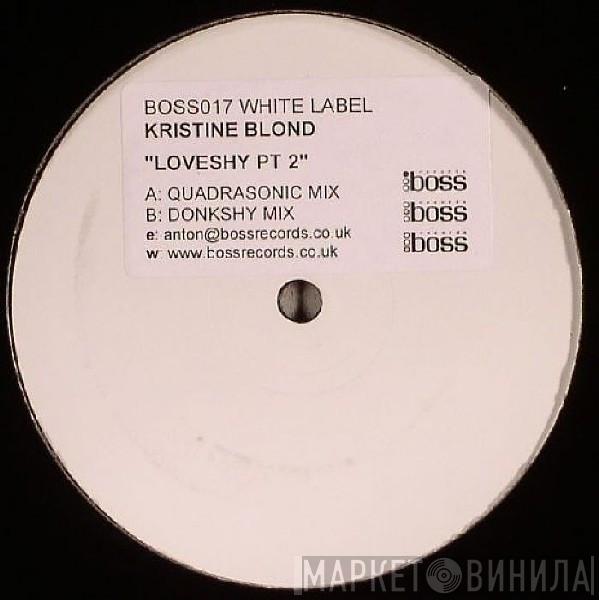 BOSS017 WHITE LABEL
KRISTINE BLOND
"LOVESHY PT 2"
A: QUADRASONIC MIX
B: DONKSHY MIX
e: anton@bossrecords.co.uk
w: www.bossrecords.co.uk
boss
boss
boss
МАРКЕТ ВИНИЛА